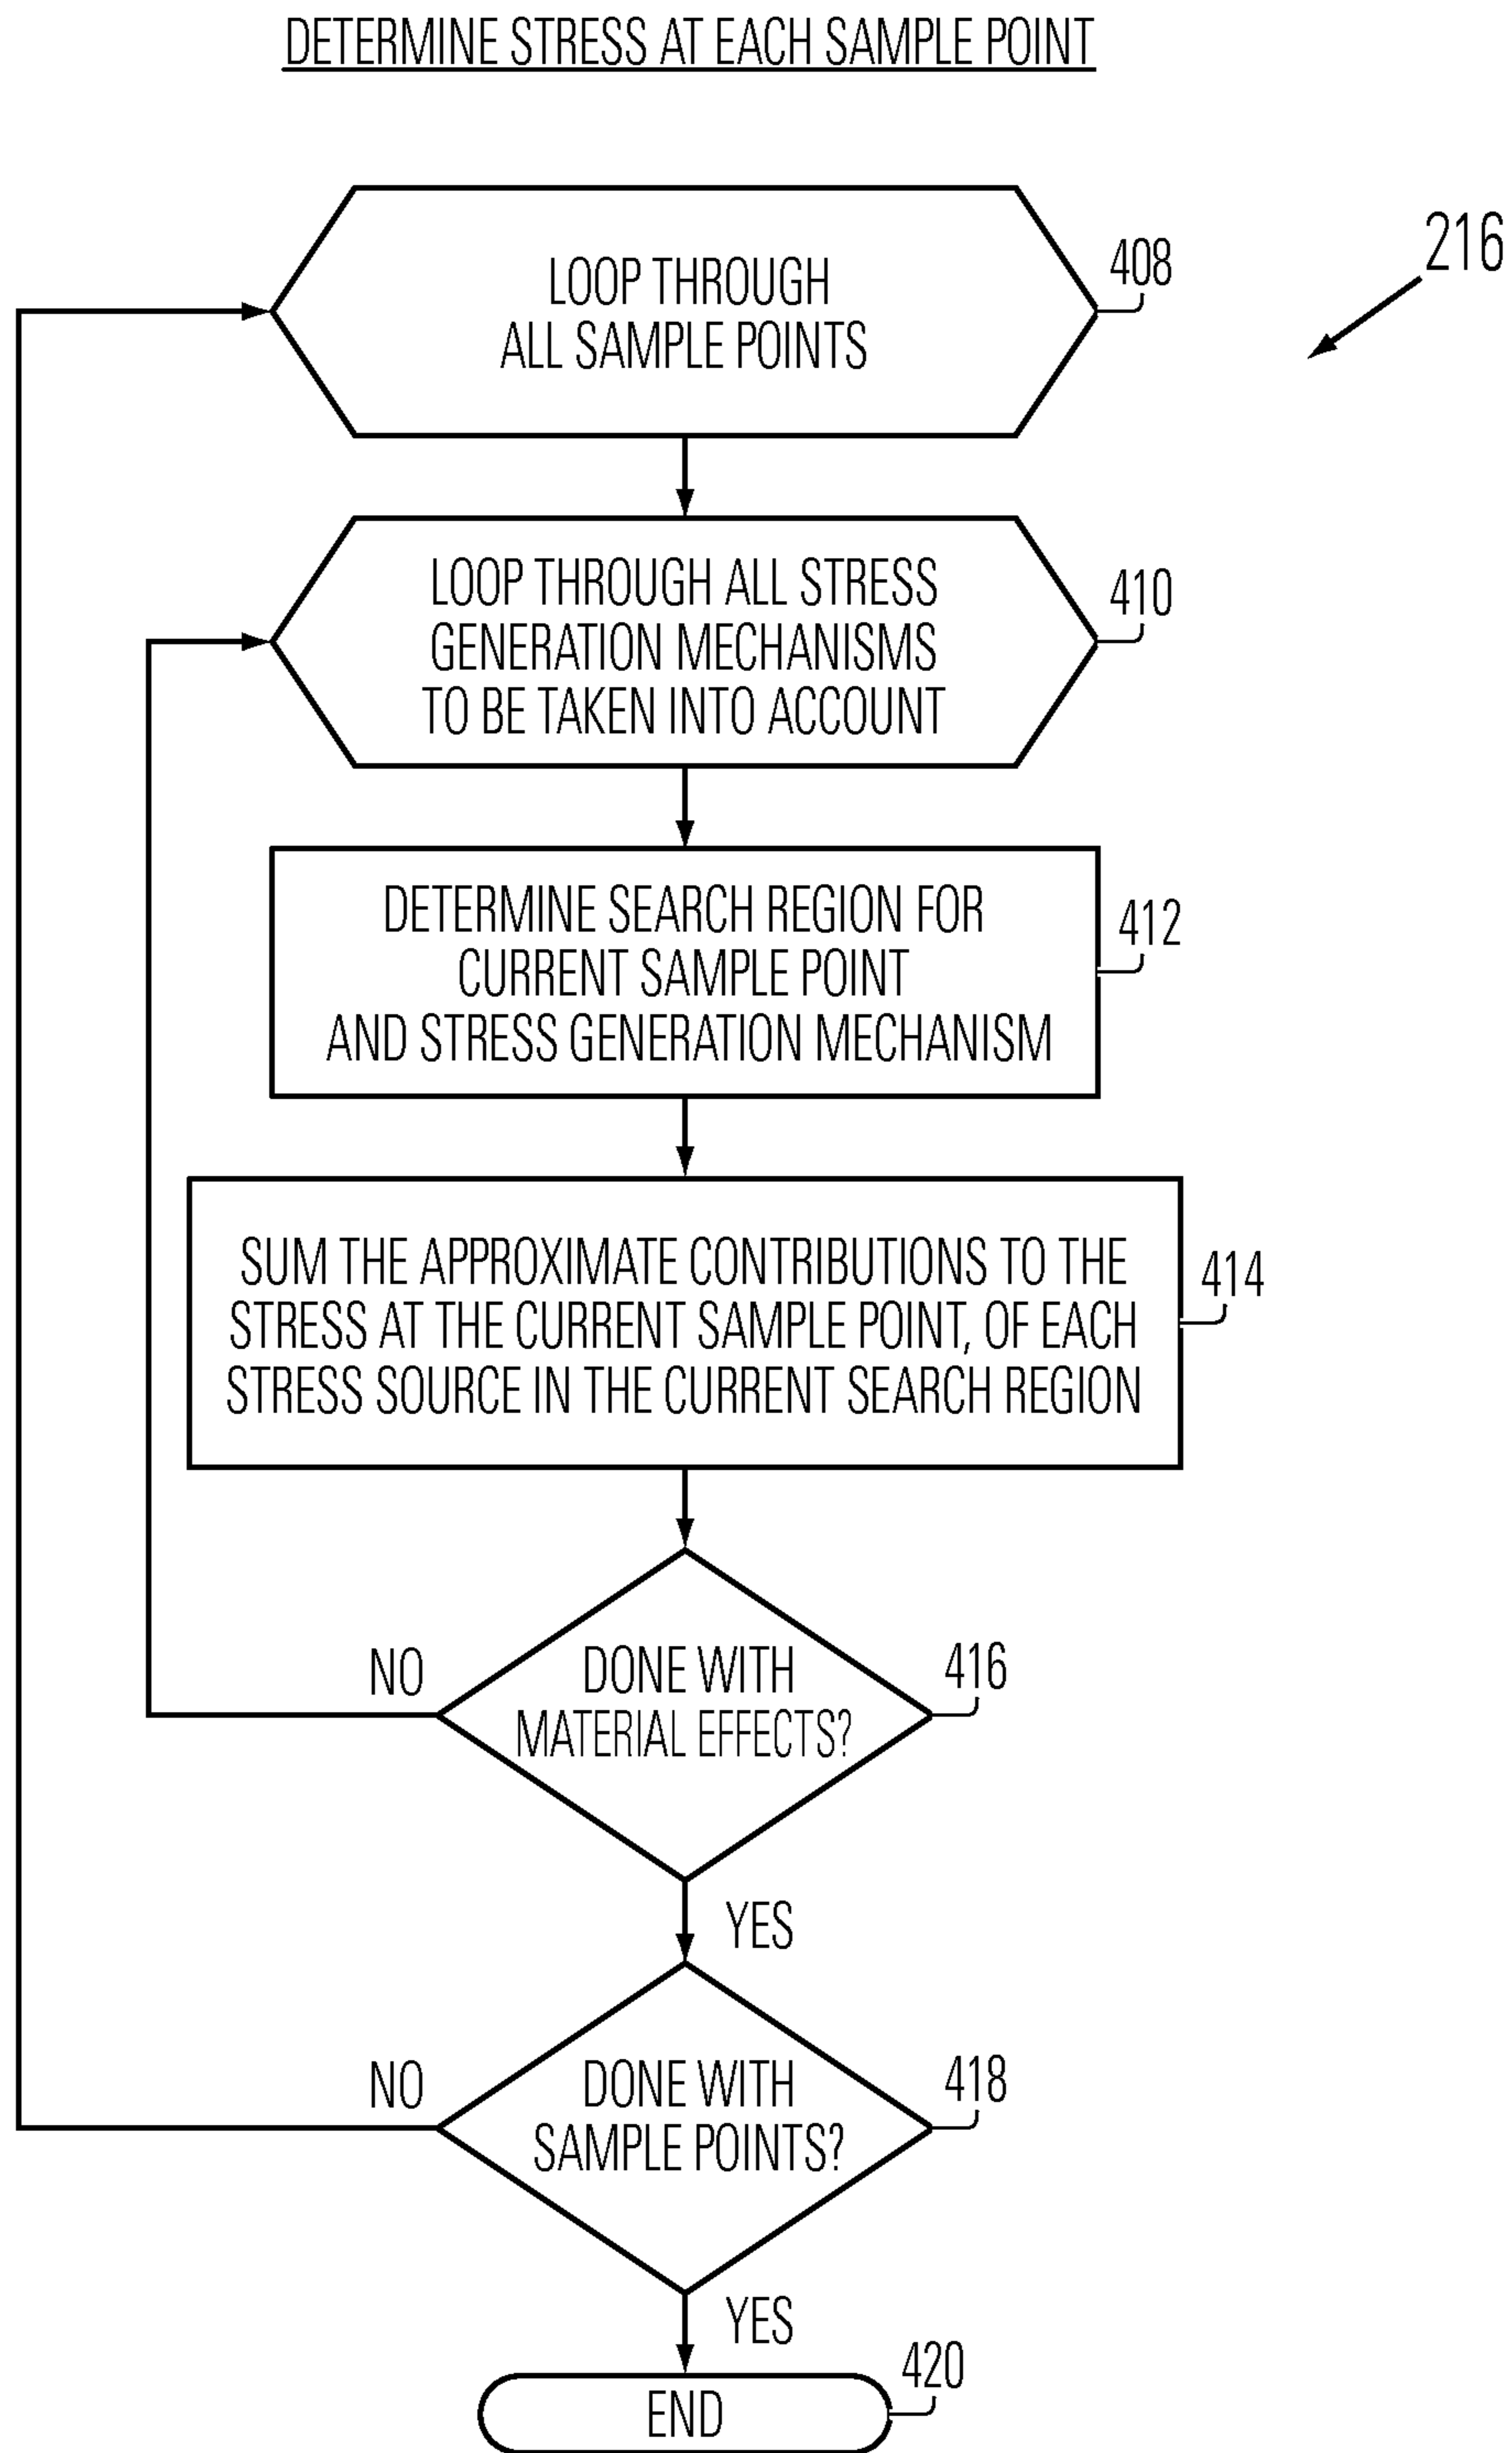 DETERMINE STRESS AT EACH SAMPLE POINT
216
LOOP THROUGH
ALL SAMPLE POINTS
408
LOOP THROUGH ALL STRESS
GENERATION MECHANISMS
TO BE TAKEN INTO ACCOUNT
410
DETERMINE SEARCH REGION FOR
CURRENT SAMPLE POINT
AND STRESS GENERATION MECHANISM
412
SUM THE APPROXIMATE CONTRIBUTIONS TO THE
STRESS AT THE CURRENT SAMPLE POINT, OF EACH
STRESS SOURCE IN THE CURRENT SEARCH REGION
414
DONE WITH
MATERIAL EFFECTS?
416
NO
YES
DONE WITH
SAMPLE POINTS?
418
NO
YES
END
420